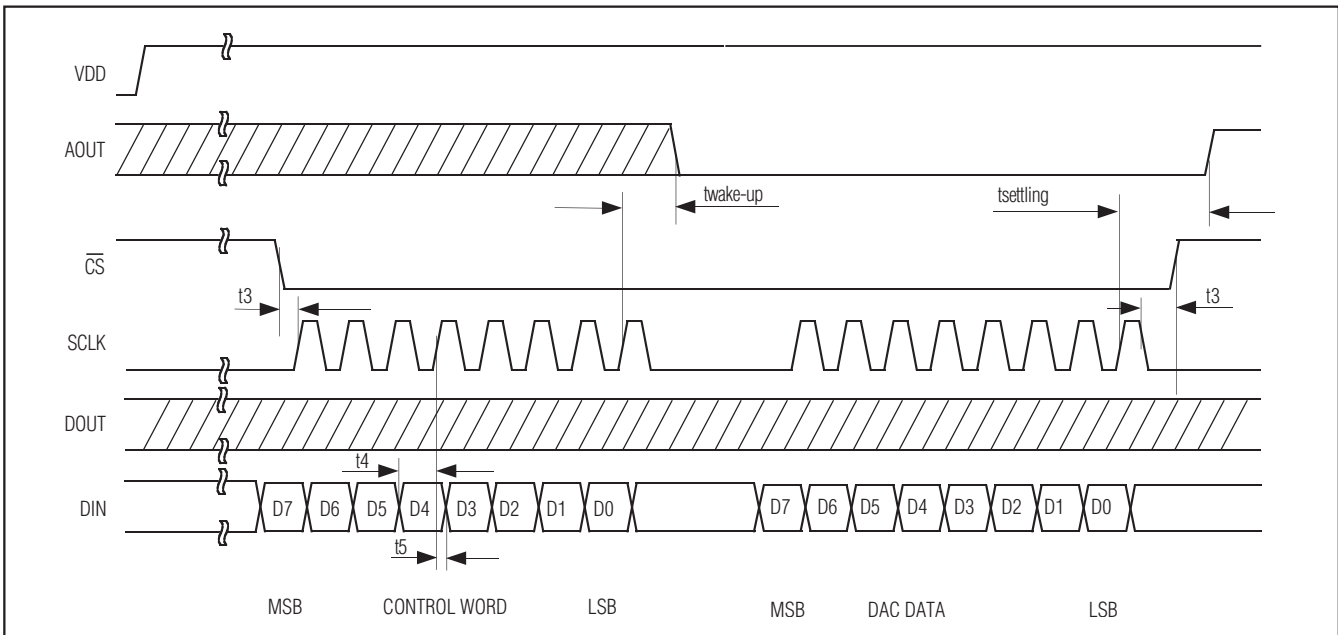 VDD
AOUT
twake-up
tsettling
CS
t3
t3
SCLK
DOUT
t4
DIN
D7 D6 D5 D4 D3 D2 D1 D0
D7 D6 D5 D4 D3 D2 D1 D0
t5
MSB CONTROL WORD LSB
MSB DAC DATA LSB